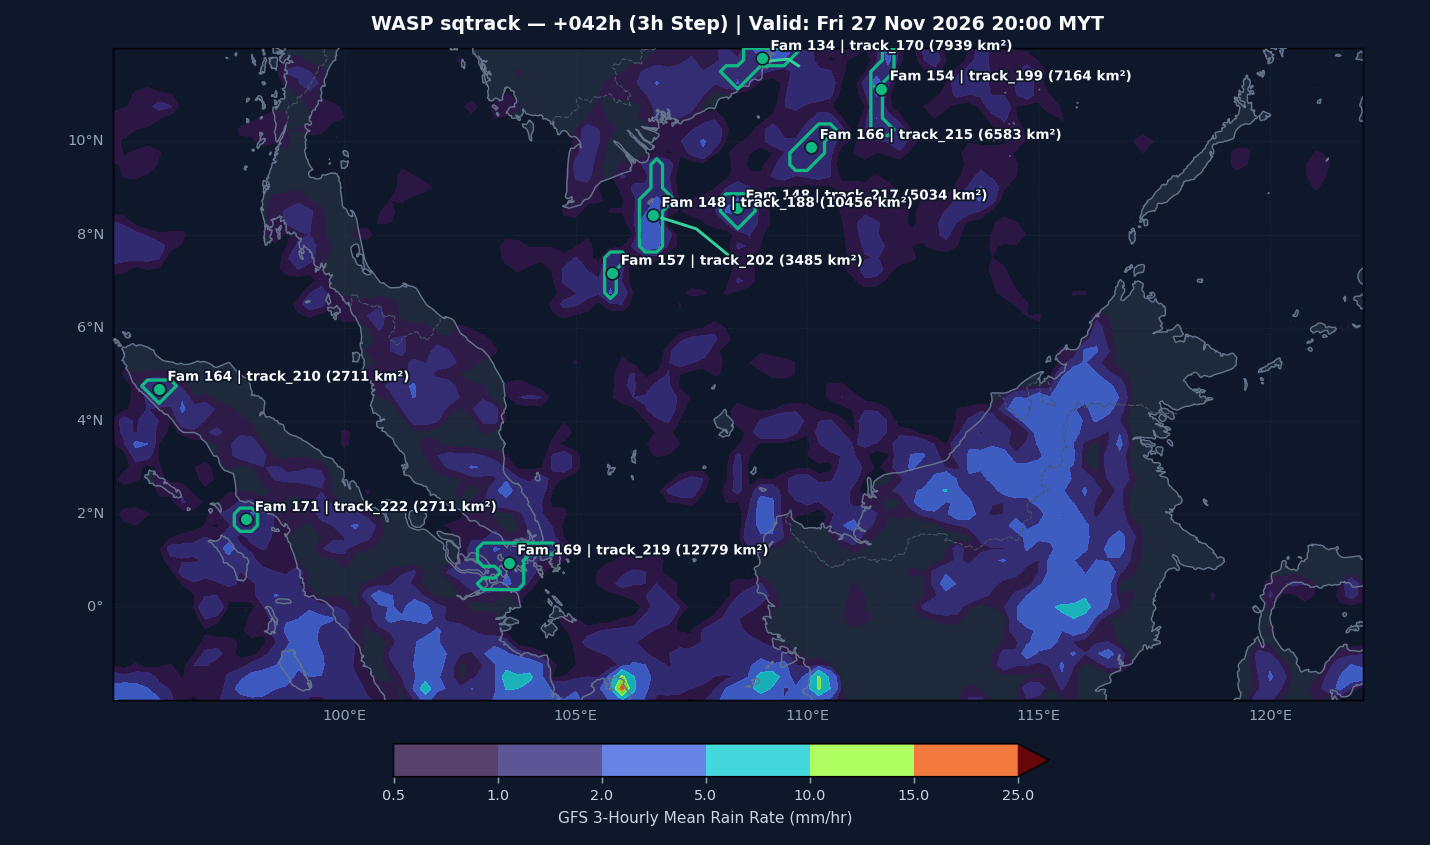 WASP sqtrack — +042h (3h Step) | Valid: Fri 27 Nov 2026 20:00 MYT
Fam 134 | track_170 (7939 km²)
Fam 154 | track_199 (7164 km²)
Fam 166 | track_215 (6583 km²)
Fam 148 | track_217 (5034 km²)
Fam 148 | track_188 (10456 km²)
Fam 157 | track_202 (3485 km²)
Fam 164 | track_210 (2711 km²)
Fam 171 | track_222 (2711 km²)
Fam 169 | track_219 (12779 km²)
10°N
8°N
6°N
4°N
2°N
0°
100°E 105°E 110°E 115°E 120°E
0.5 1.0 2.0 5.0 10.0 15.0 25.0
GFS 3-Hourly Mean Rain Rate (mm/hr)